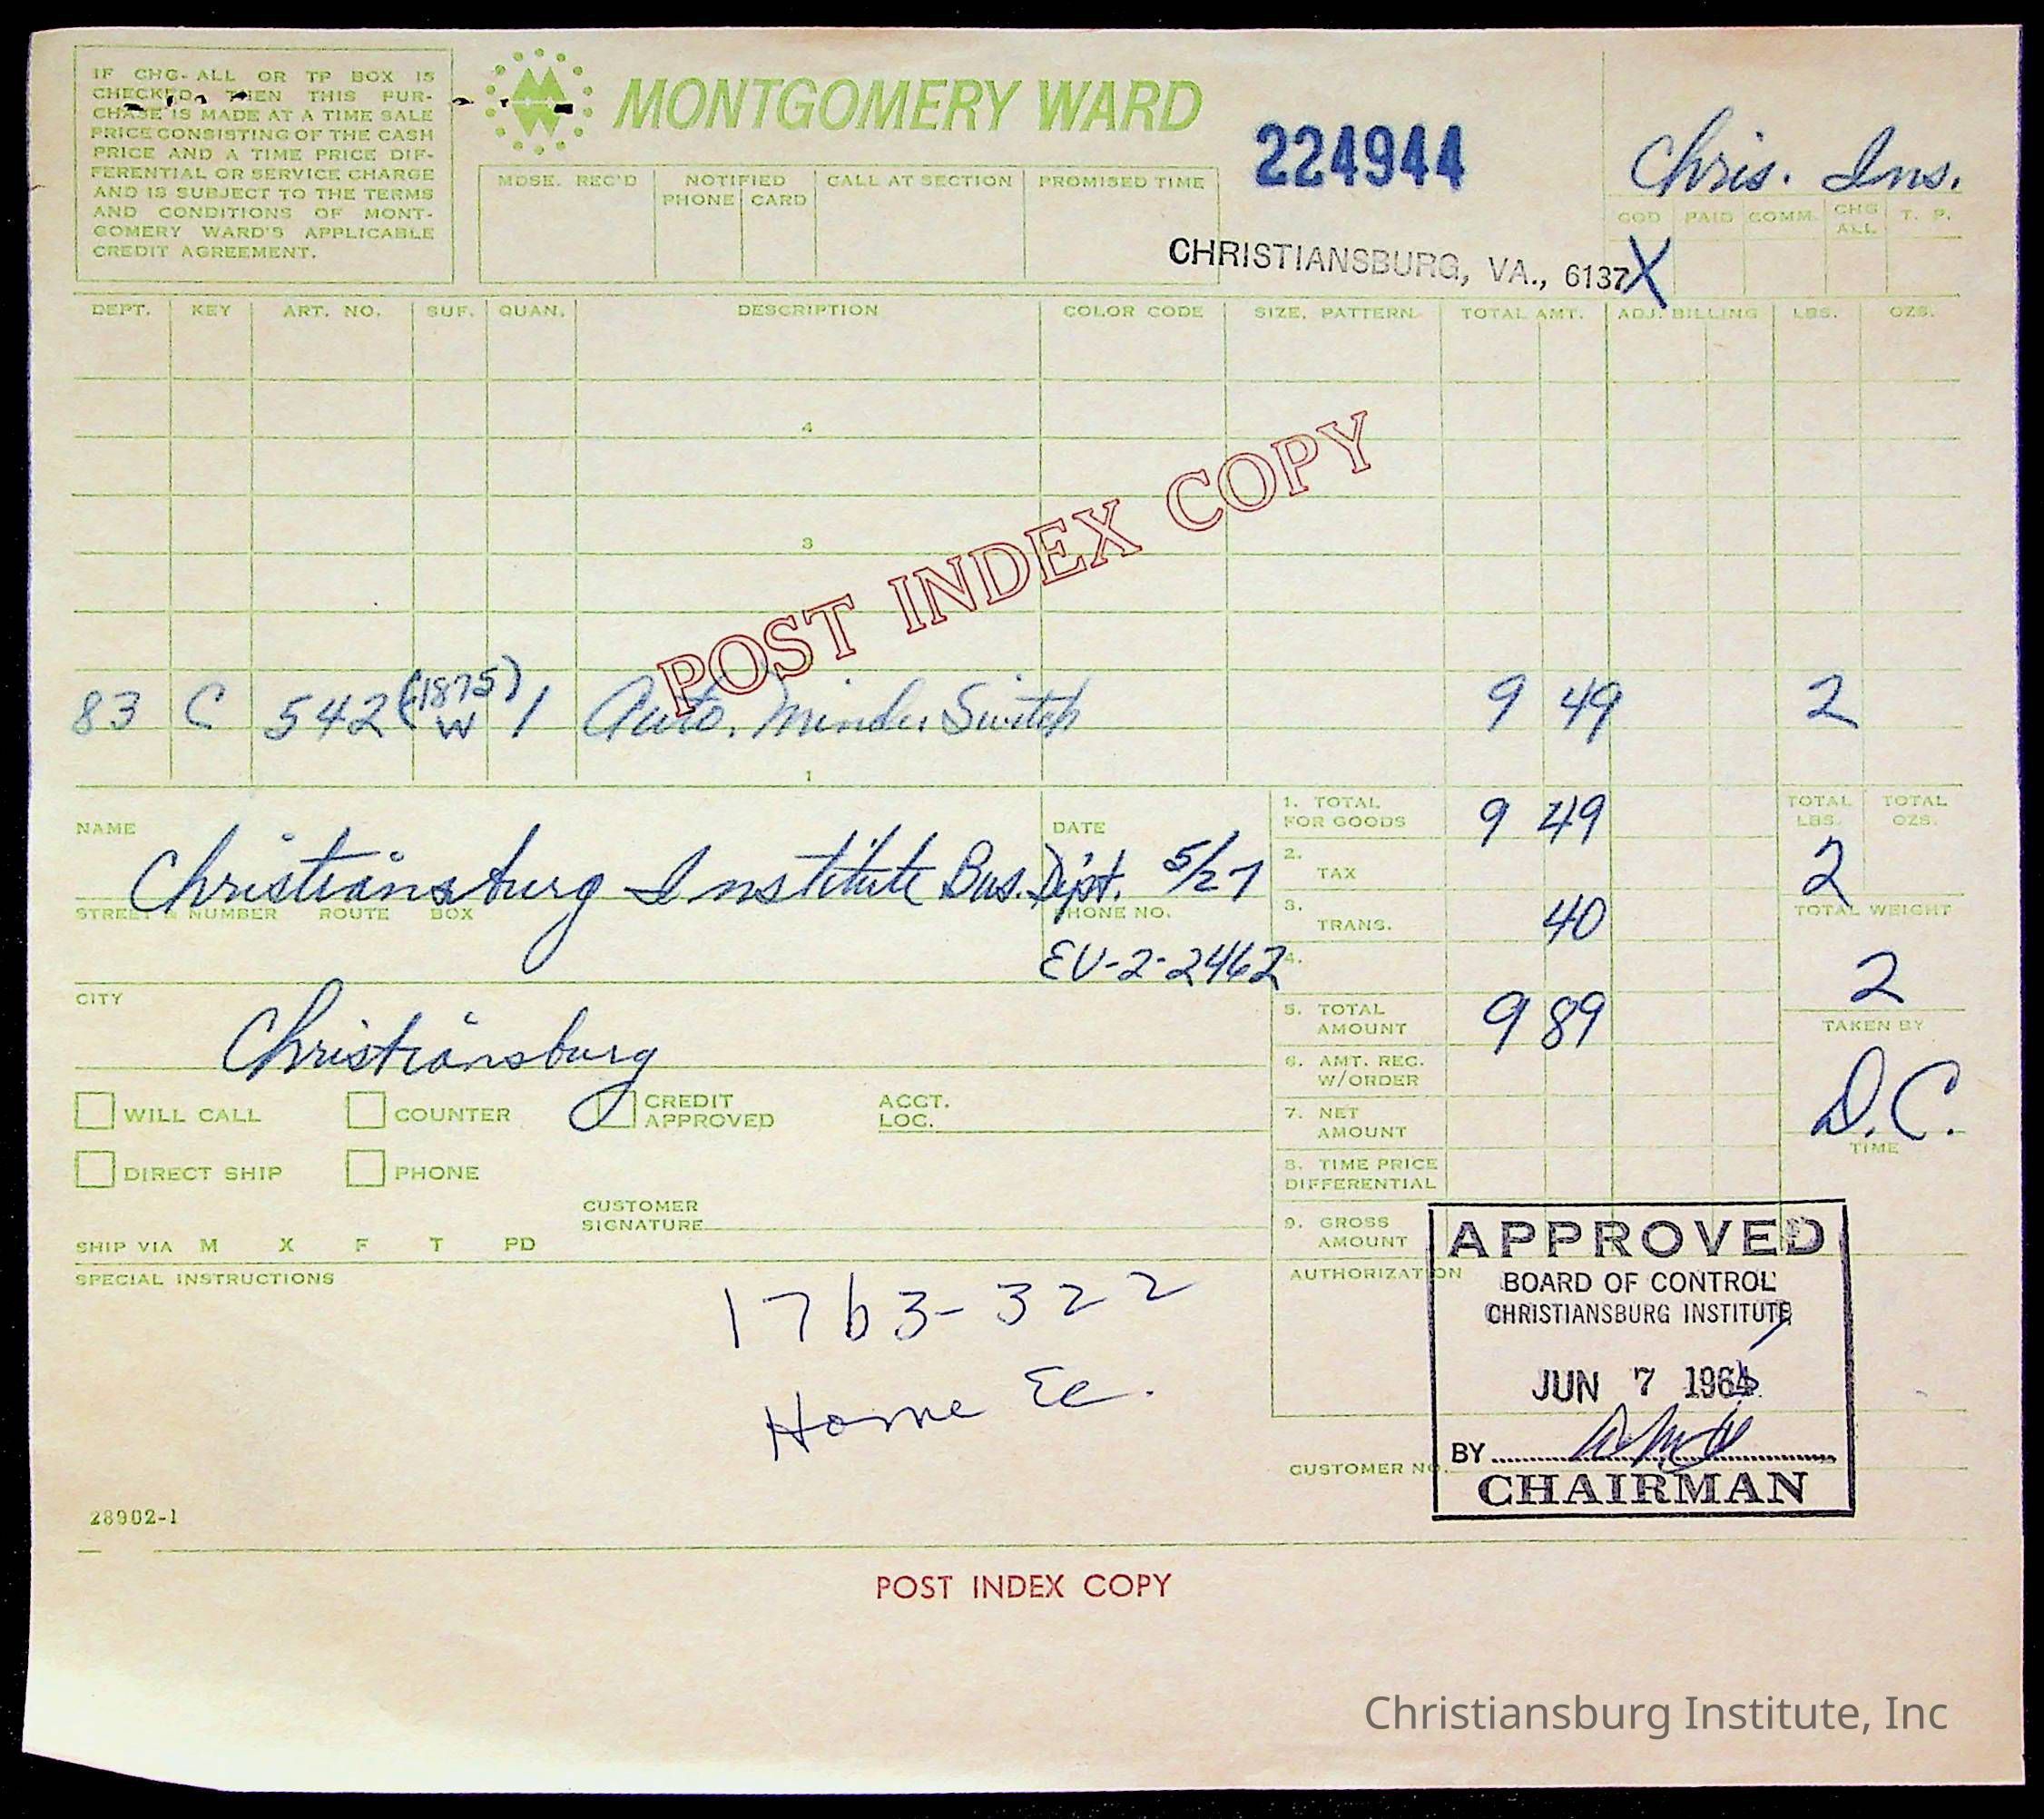 IF CHG-ALL OR TP BOX IS
CHECKED, THEN THIS PUR-
CHASE IS MADE AT A TIME SALE
PRICE CONSISTING OF THE CASH
PRICE AND A TIME PRICE DIF-
FERENTIAL OR SERVICE CHARGE
AND IS SUBJECT TO THE TERMS
AND CONDITIONS OF MONT-
GOMERY WARD'S APPLICABLE
CREDIT AGREEMENT.
MONTGOMERY WARD
224944
Chris. Ins.
MDSE. REC'D NOTIFIED PHONE CARD CALL AT SECTION PROMISED TIME
COD PAID COMM. CHG ALL T. P.
CHRISTIANSBURG, VA., 6137 X
DEPT. KEY ART. NO. SUF. QUAN. DESCRIPTION COLOR CODE SIZE, PATTERN TOTAL AMT. ADJ. BILLING LBS. OZS.
4
3
POST INDEX COPY
83 C 542 (1875) W 1 Auto. Minder Switch 9 49 2
1
NAME Christiansburg Institute Bus. Dept.
DATE 5/27
1. TOTAL FOR GOODS 9 49
TOTAL LBS. 2 TOTAL OZS.
2. TAX
STREET & NUMBER ROUTE BOX
PHONE NO. EV-2-2462
3. TRANS. 40
TOTAL WEIGHT 2
4.
CITY Christiansburg
5. TOTAL AMOUNT 9 89
TAKEN BY D.C.
6. AMT. REC. W/ORDER
WILL CALL COUNTER CREDIT APPROVED ACCT. LOC.
7. NET AMOUNT
TIME
DIRECT SHIP PHONE
8. TIME PRICE DIFFERENTIAL
CUSTOMER SIGNATURE
9. GROSS AMOUNT
SHIP VIA M X F T PD
SPECIAL INSTRUCTIONS
AUTHORIZATION
1763-322
Home Ec.
APPROVED
BOARD OF CONTROL
CHRISTIANSBURG INSTITUTE
JUN 7 196
BY
CHAIRMAN
CUSTOMER NO.
28902-1
POST INDEX COPY
Christiansburg Institute, Inc